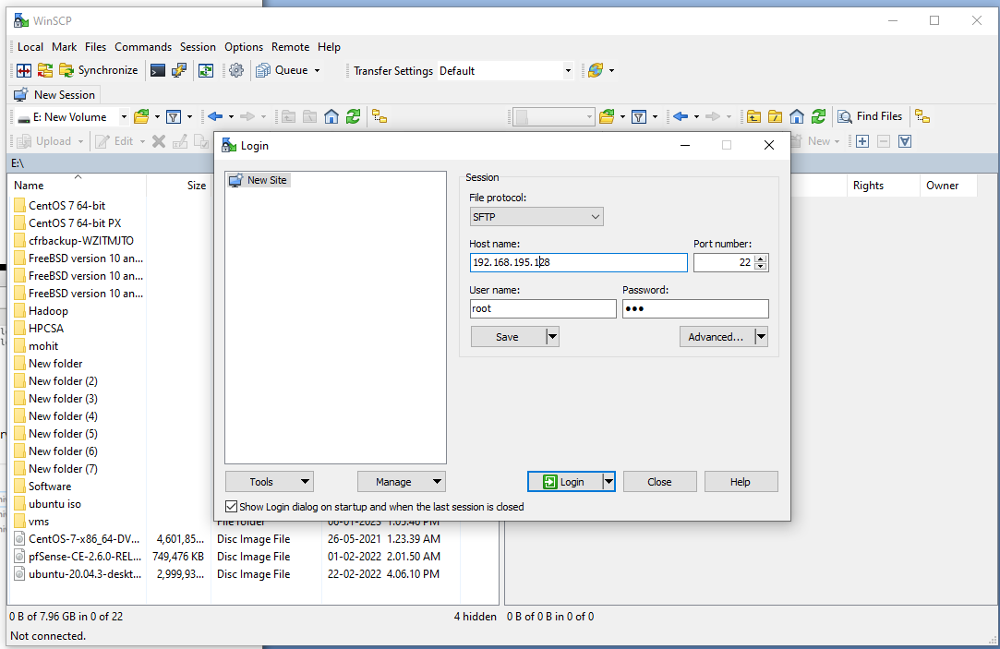 WinSCP
Local Mark Files Commands Session Options Remote Help
Synchronize Queue Transfer Settings Default
New Session
E: New Volume Find Files
Upload Edit New
E:\
Name Size Rights Owner
CentOS 7 64-bit
CentOS 7 64-bit PX
cfrbackup-WZITMJTO
FreeBSD version 10 an...
FreeBSD version 10 an...
FreeBSD version 10 an...
Hadoop
HPCSA
mohit
New folder
New folder (2)
New folder (3)
New folder (4)
New folder (5)
New folder (6)
New folder (7)
Software
ubuntu iso
vms File folder
CentOS-7-x86_64-DV... 4,601,85... Disc Image File 26-05-2021 1.23.39 AM
pfSense-CE-2.6.0-REL... 749,476 KB Disc Image File 01-02-2022 2.01.50 AM
ubuntu-20.04.3-deskt... 2,999,93... Disc Image File 22-02-2022 4.06.10 PM
Login
New Site
Session
File protocol:
SFTP
Host name: Port number:
192.168.195.128 22
User name: Password:
root
Save Advanced...
Tools Manage Login Close Help
Show Login dialog on startup and when the last session is closed
0 B of 7.96 GB in 0 of 22 4 hidden 0 B of 0 B in 0 of 0
Not connected.